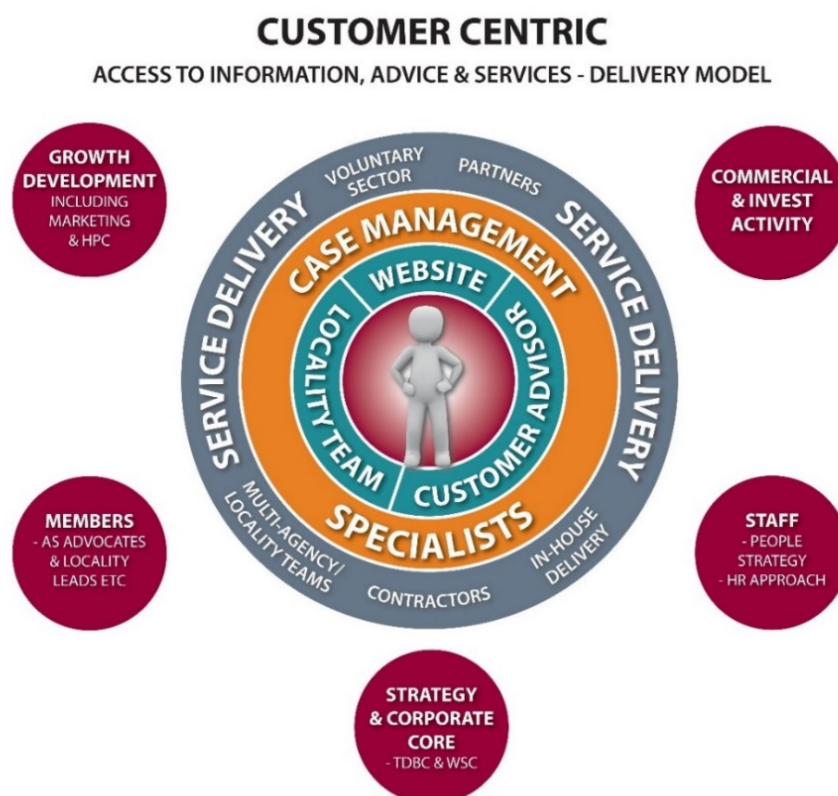 CUSTOMER CENTRIC
ACCESS TO INFORMATION, ADVICE & SERVICES - DELIVERY MODEL
GROWTH
DEVELOPMENT
INCLUDING
MARKETING
& HPC
COMMERCIAL
& INVEST
ACTIVITY
VOLUNTARY
SECTOR
PARTNERS
SERVICE DELIVERY
SERVICE DELIVERY
CASE MANAGEMENT
WEBSITE
LOCALITY TEAM
CUSTOMER ADVISOR
SPECIALISTS
MULTI-AGENCY/
LOCALITY TEAMS
CONTRACTORS
IN-HOUSE
DELIVERY
MEMBERS
- AS ADVOCATES
& LOCALITY
LEADS ETC
STAFF
- PEOPLE
STRATEGY
- HR APPROACH
STRATEGY
& CORPORATE
CORE
- TDBC & WSC